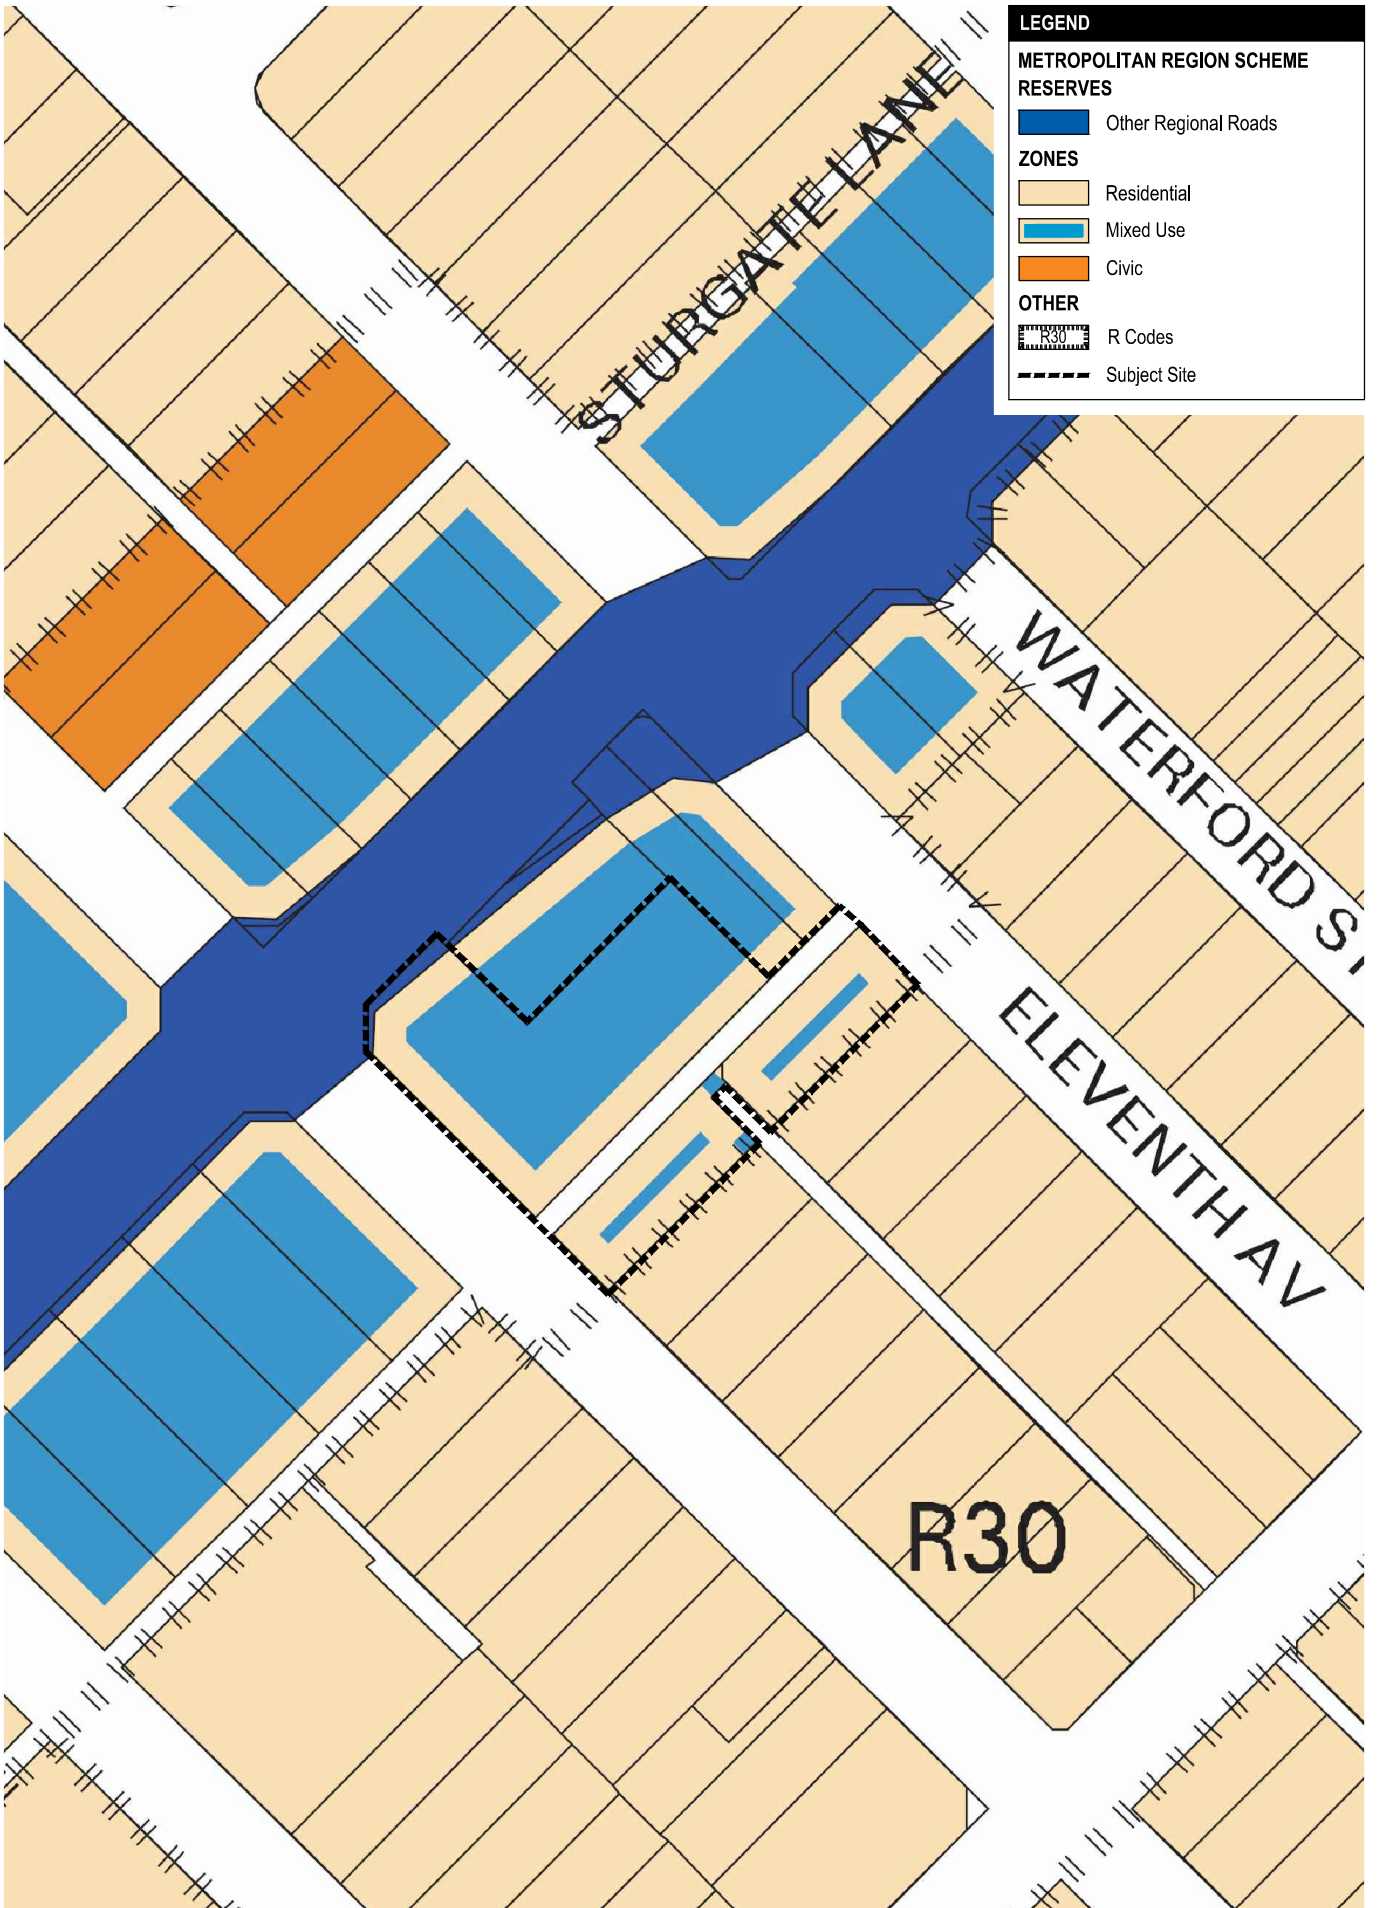 LEGEND
METROPOLITAN REGION SCHEME
RESERVES
Other Regional Roads
ZONES
Residential
Mixed Use
Civic
OTHER
R30 R Codes
Subject Site
STURGATE LANE
WATERFORD ST
ELEVENTH AV
R30